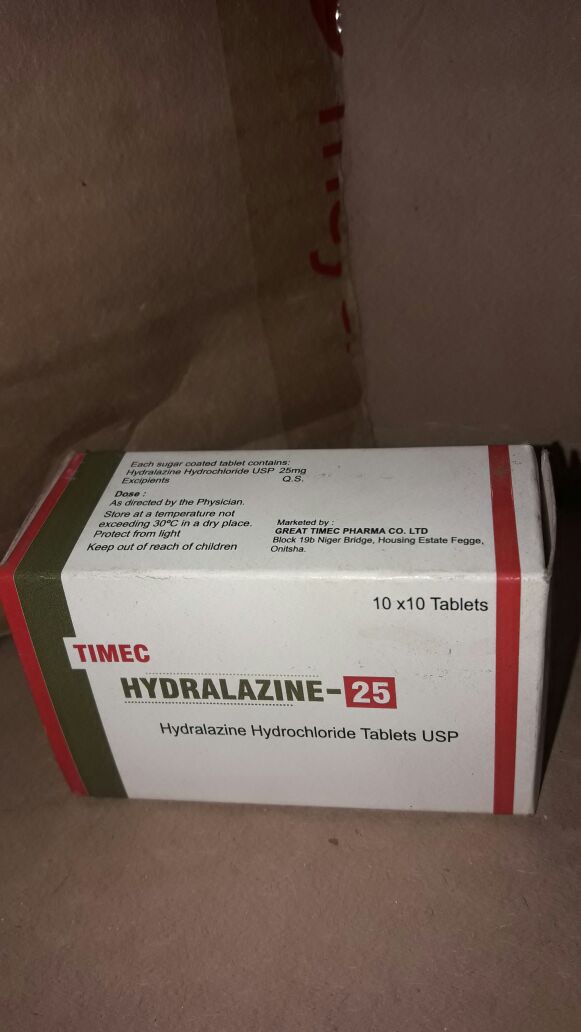 Each sugar coated tablet contains:
Hydralazine Hydrochloride USP 25mg
Excipients Q.S.
Dose :
As directed by the Physician.
Store at a temperature not
exceeding 30ºC in a dry place.
Protect from light
Keep out of reach of children
Marketed by :
GREAT TIMEC PHARMA CO. LTD
Block 19b Niger Bridge, Housing Estate Fegge,
Onitsha.
10 x10 Tablets
TIMEC
HYDRALAZINE-25
Hydralazine Hydrochloride Tablets USP